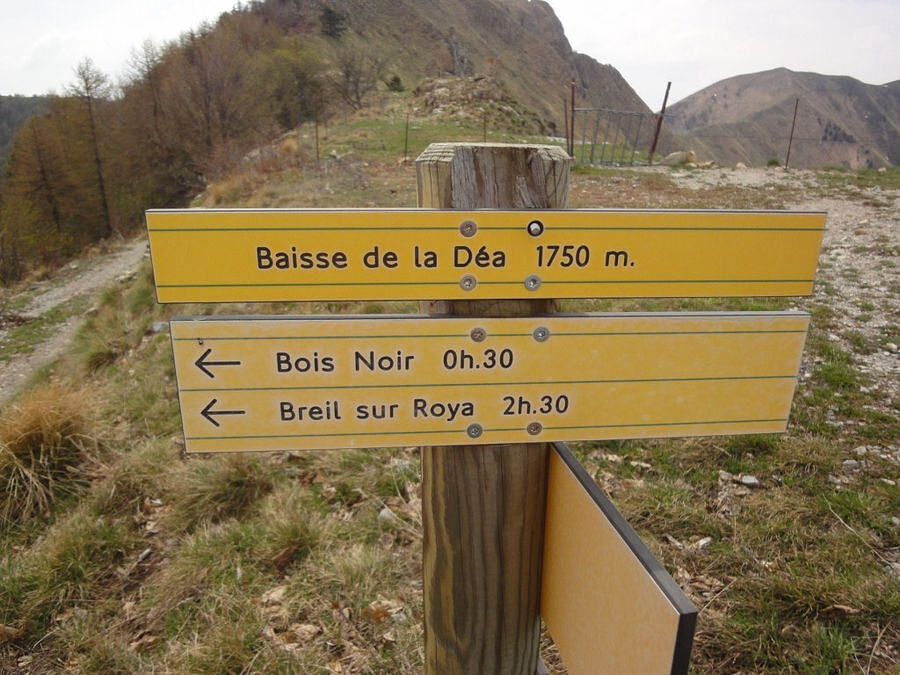 Baisse de la Déa 1750 m.
← Bois Noir 0h.30
← Breil sur Roya 2h.30